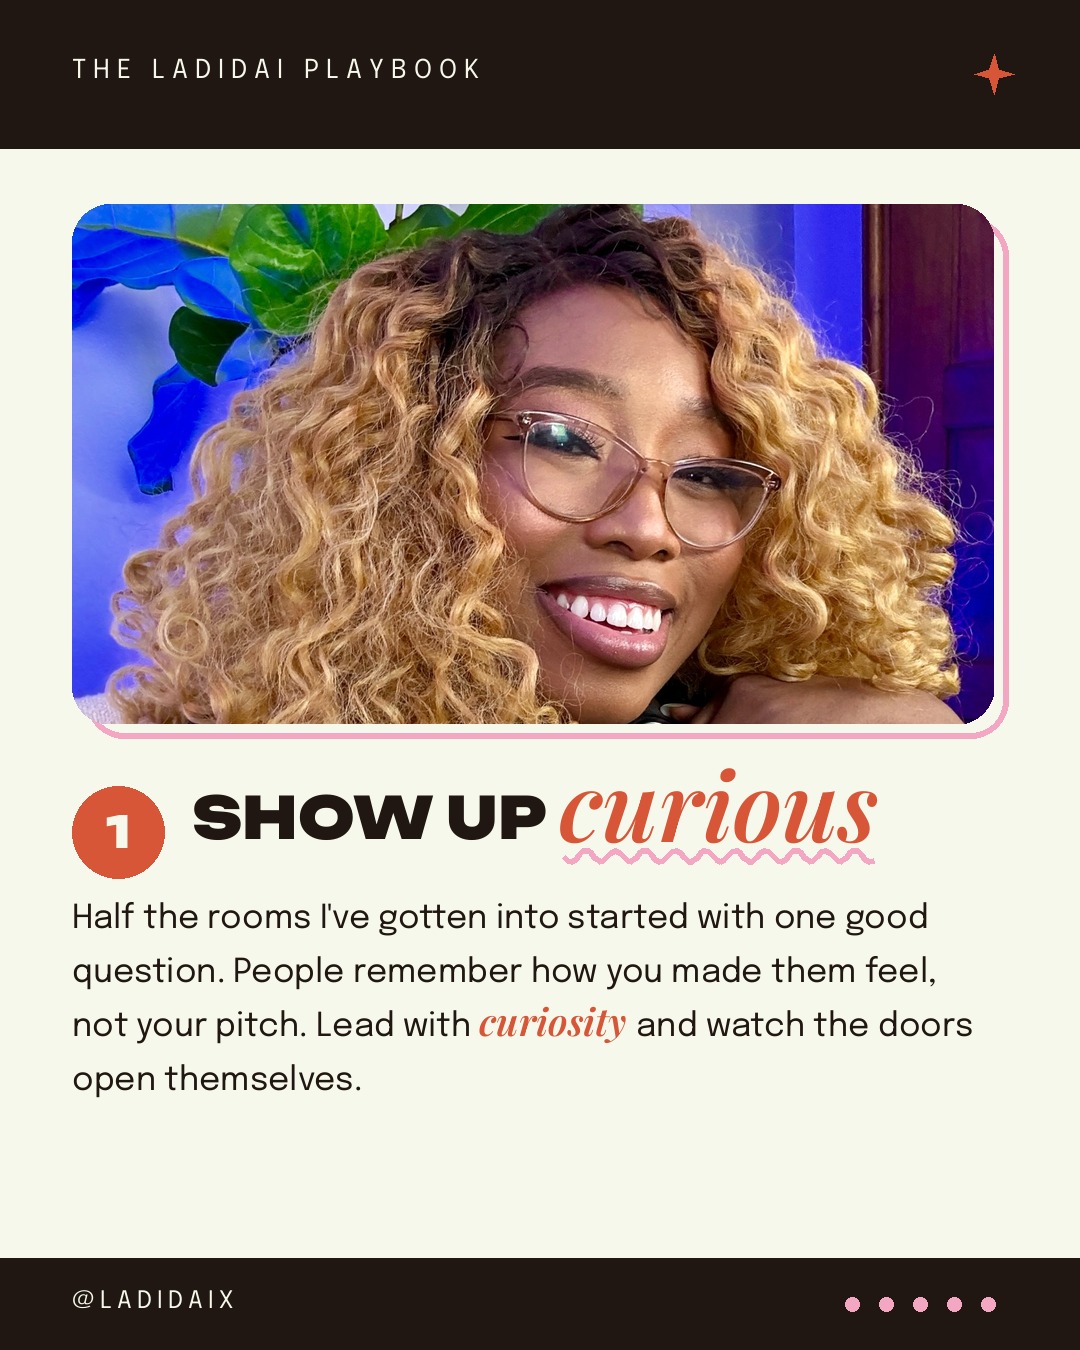 THE LADIDAI PLAYBOOK
1 SHOW UP curious
Half the rooms I've gotten into started with one good
question. People remember how you made them feel,
not your pitch. Lead with curiosity and watch the doors
open themselves.
@LADIDAIX